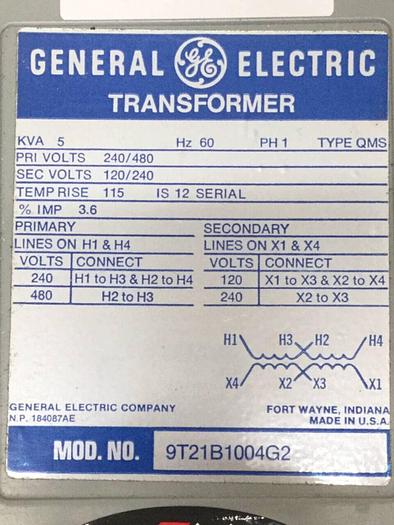 GENERAL GE ELECTRIC
TRANSFORMER
KVA 5 Hz 60 PH 1 TYPE QMS
PRI VOLTS 240/480
SEC VOLTS 120/240
TEMP RISE 115 IS 12 SERIAL
% IMP 3.6
PRIMARY SECONDARY
LINES ON H1 & H4 LINES ON X1 & X4
VOLTS CONNECT VOLTS CONNECT
240 H1 to H3 & H2 to H4 120 X1 to X3 & X2 to X4
480 H2 to H3 240 X2 to X3
H1 H3 H2 H4
X4 X2 X3 X1
GENERAL ELECTRIC COMPANY FORT WAYNE, INDIANA
N.P. 184087AE MADE IN U.S.A.
MOD. NO. 9T21B1004G2